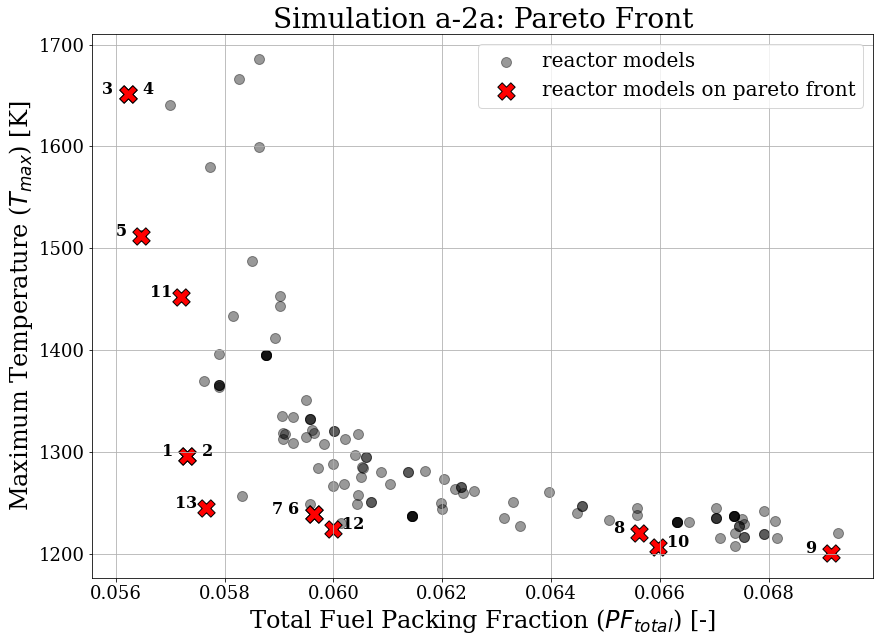 Simulation a-2a: Pareto Front
reactor models
reactor models on pareto front
Maximum Temperature (T_max) [K]
1700
1600
1500
1400
1300
1200
3 4
5
11
1 2
13
7 6
12
8
10
9
0.056 0.058 0.060 0.062 0.064 0.066 0.068
Total Fuel Packing Fraction (PF_total) [-]